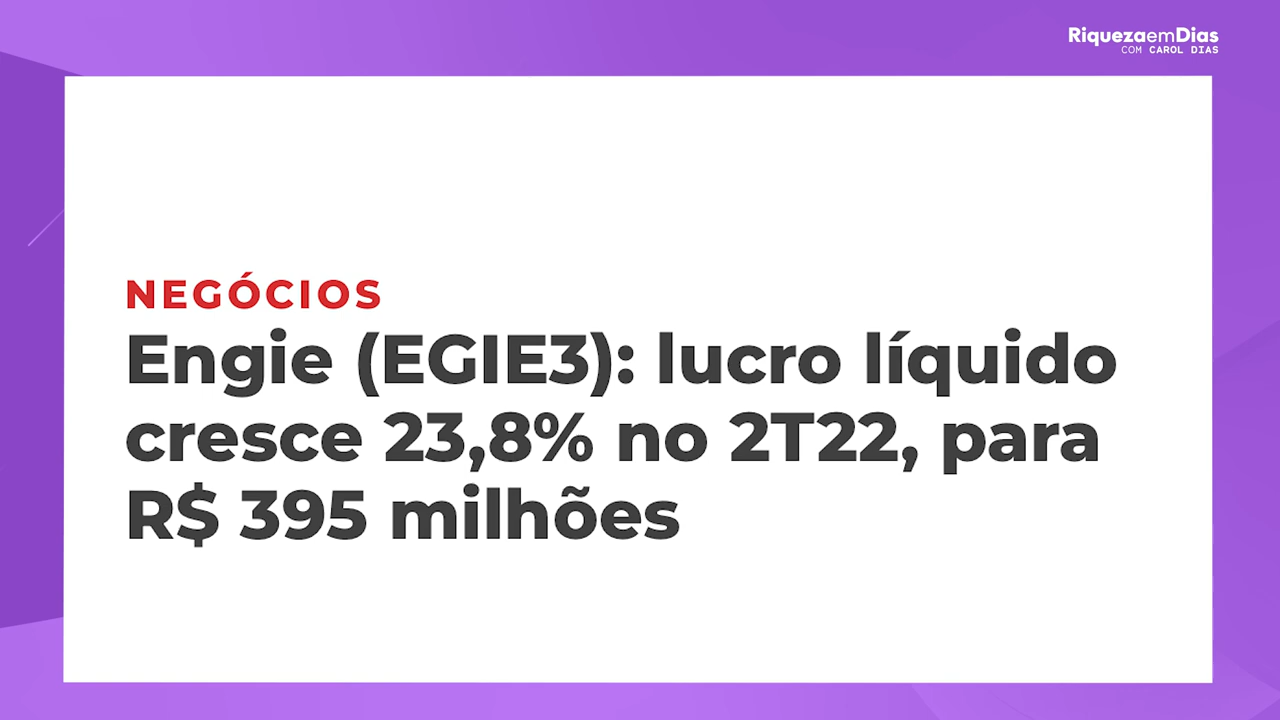 RiquezaemDias
COM CAROL DIAS
NEGÓCIOS
Engie (EGIE3): lucro líquido
cresce 23,8% no 2T22, para
R$ 395 milhões